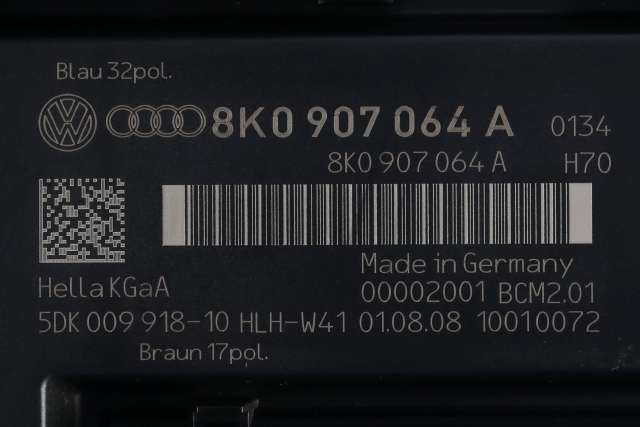 Blau 32pol.
8K0 907 064 A 0134
8K0 907 064 A H70
Made in Germany
Hella KGaA 00002001 BCM2.01
5DK 009 918-10 HLH-W41 01.08.08 10010072
Braun 17pol.